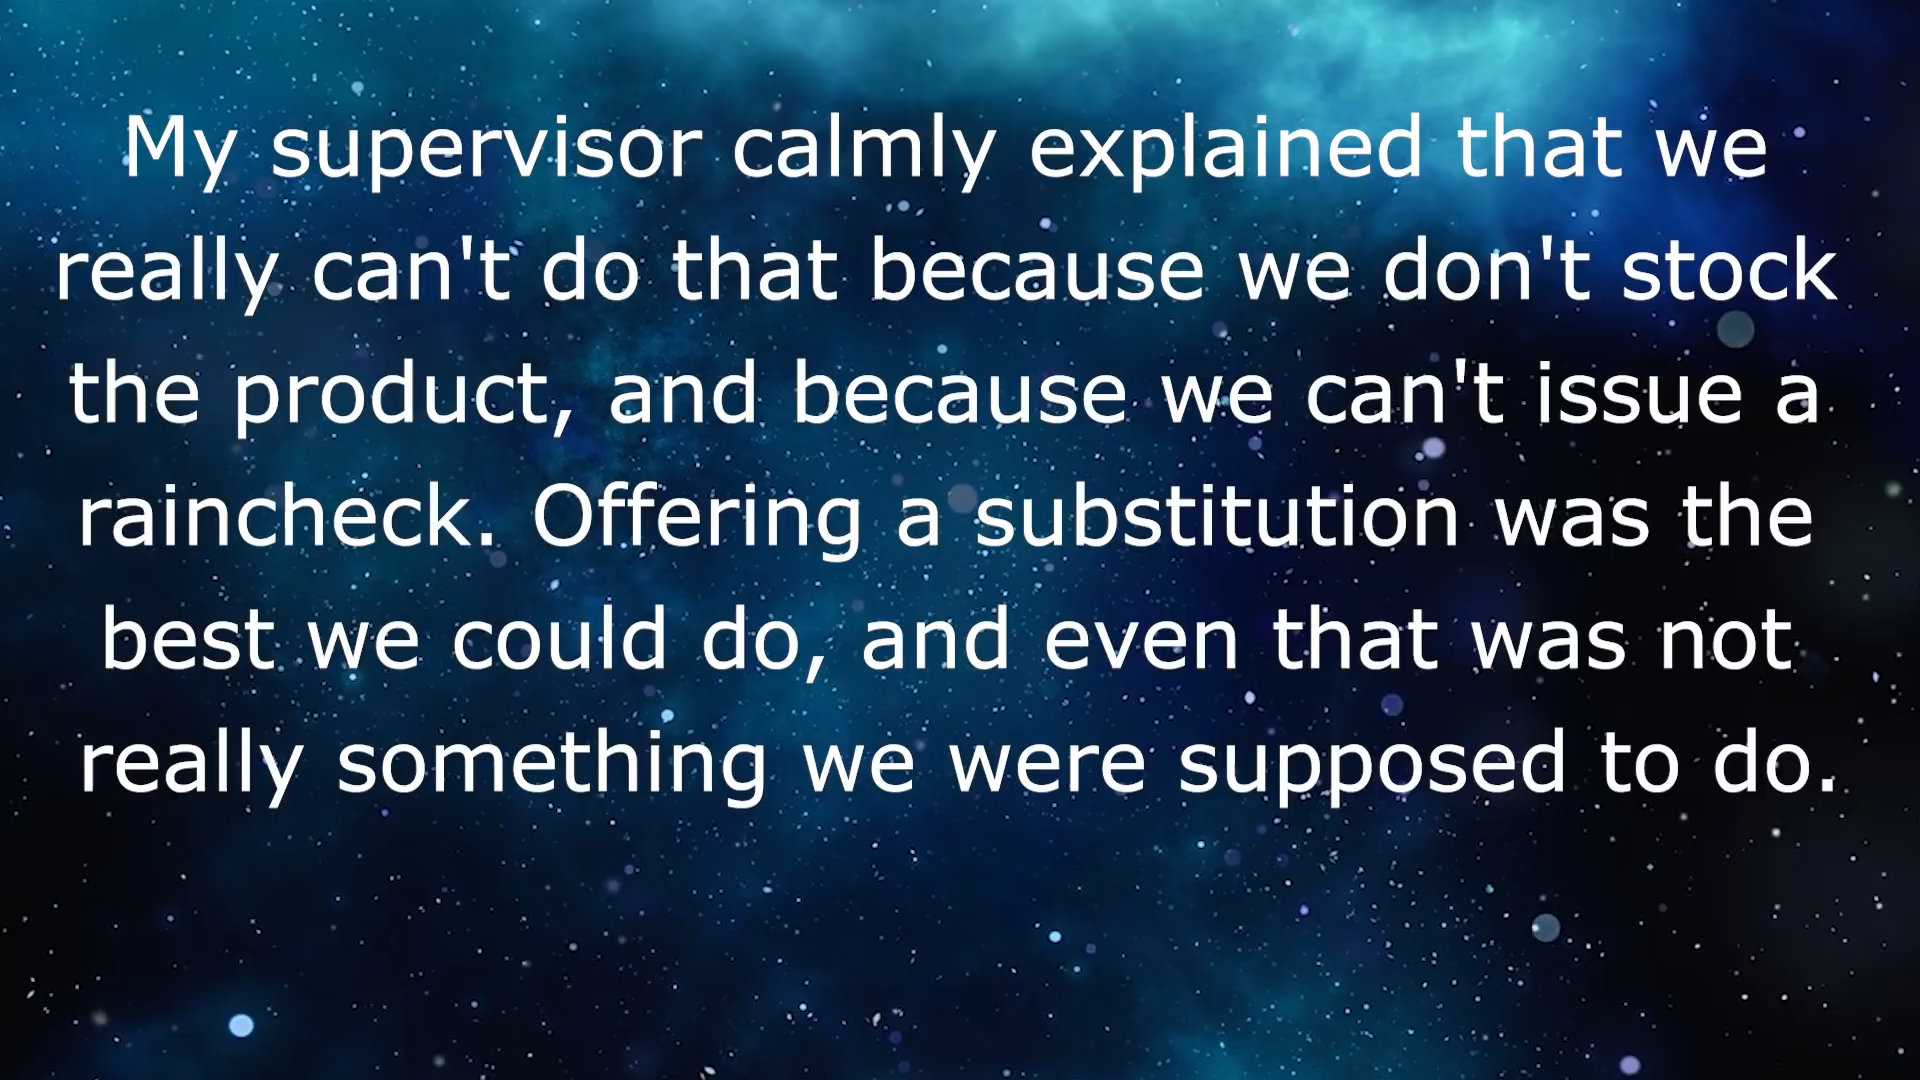 My supervisor calmly explained that we
really can't do that because we don't stock
the product, and because we can't issue a
raincheck. Offering a substitution was the
best we could do, and even that was not
really something we were supposed to do.